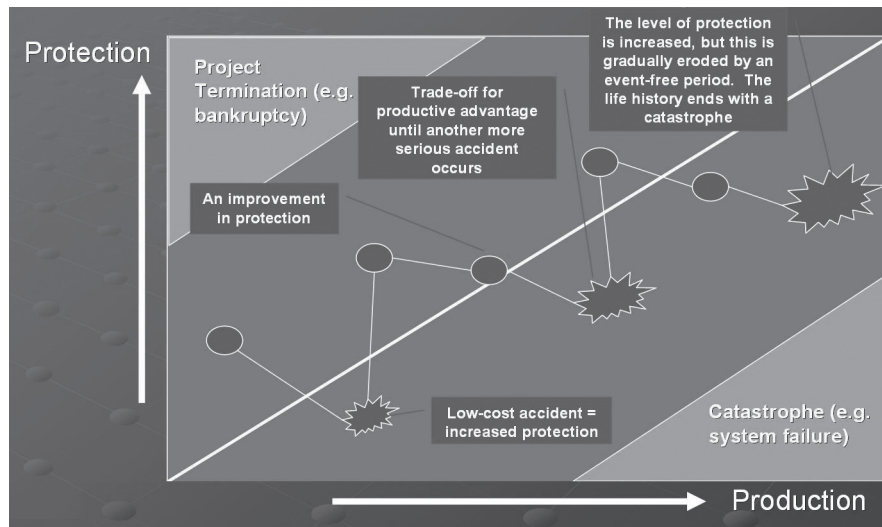 Protection
Project
Termination (e.g.
bankruptcy)
Trade-off for
productive advantage
until another more
serious accident
occurs
The level of protection
is increased, but this is
gradually eroded by an
event-free period.  The
life history ends with a
catastrophe
An improvement
in protection
Low-cost accident =
increased protection
Catastrophe (e.g.
system failure)
Production